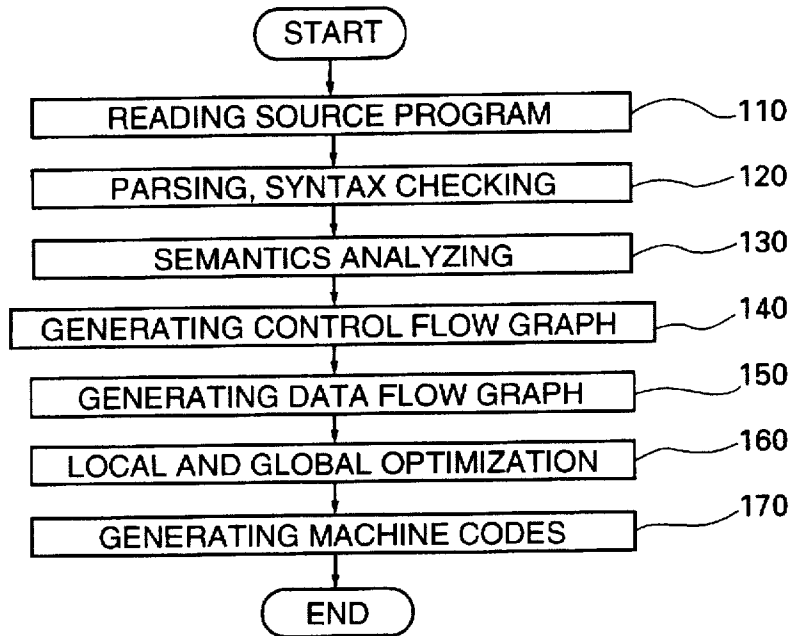 START
READING SOURCE PROGRAM 110
PARSING, SYNTAX CHECKING 120
SEMANTICS ANALYZING 130
GENERATING CONTROL FLOW GRAPH 140
GENERATING DATA FLOW GRAPH 150
LOCAL AND GLOBAL OPTIMIZATION 160
GENERATING MACHINE CODES 170
END